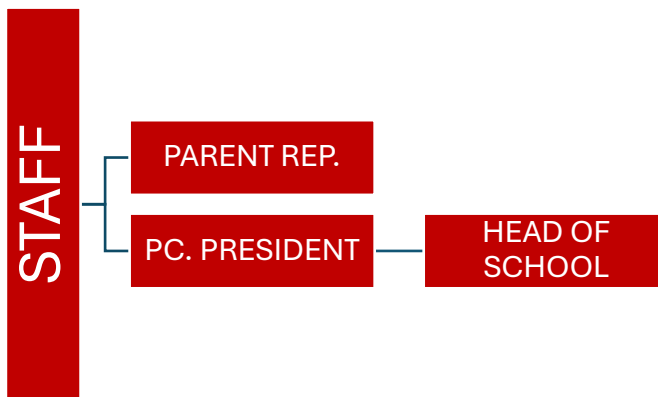 STAFF
PARENT REP.
PC. PRESIDENT
HEAD OF
SCHOOL